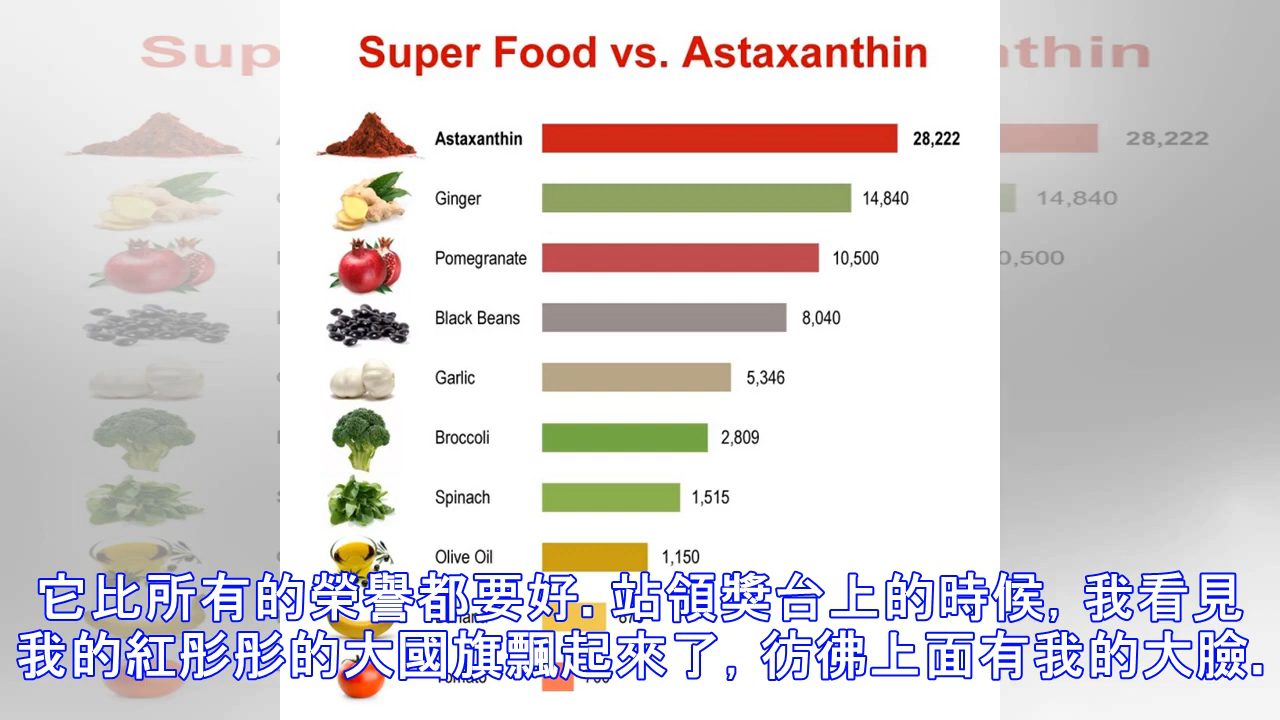 Super Food vs. Astaxanthin
Astaxanthin 28,222
Ginger 14,840
Pomegranate 10,500
Black Beans 8,040
Garlic 5,346
Broccoli 2,809
Spinach 1,515
Olive Oil 1,150
它比所有的榮譽都要好. 站領獎台上的時候, 我看見
我的紅彤彤的大國旗飄起來了, 彷彿上面有我的大臉.